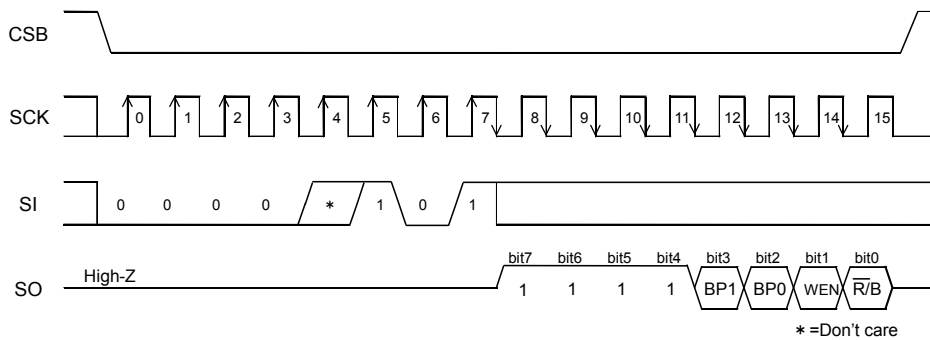 CSB
SCK
0 1 2 3 4 5 6 7 8 9 10 11 12 13 14 15
SI
0 0 0 0 * 1 0 1
bit7 bit6 bit5 bit4 bit3 bit2 bit1 bit0
High-Z
SO
1 1 1 1 BP1 BP0 WEN R̅/B
* =Don't care